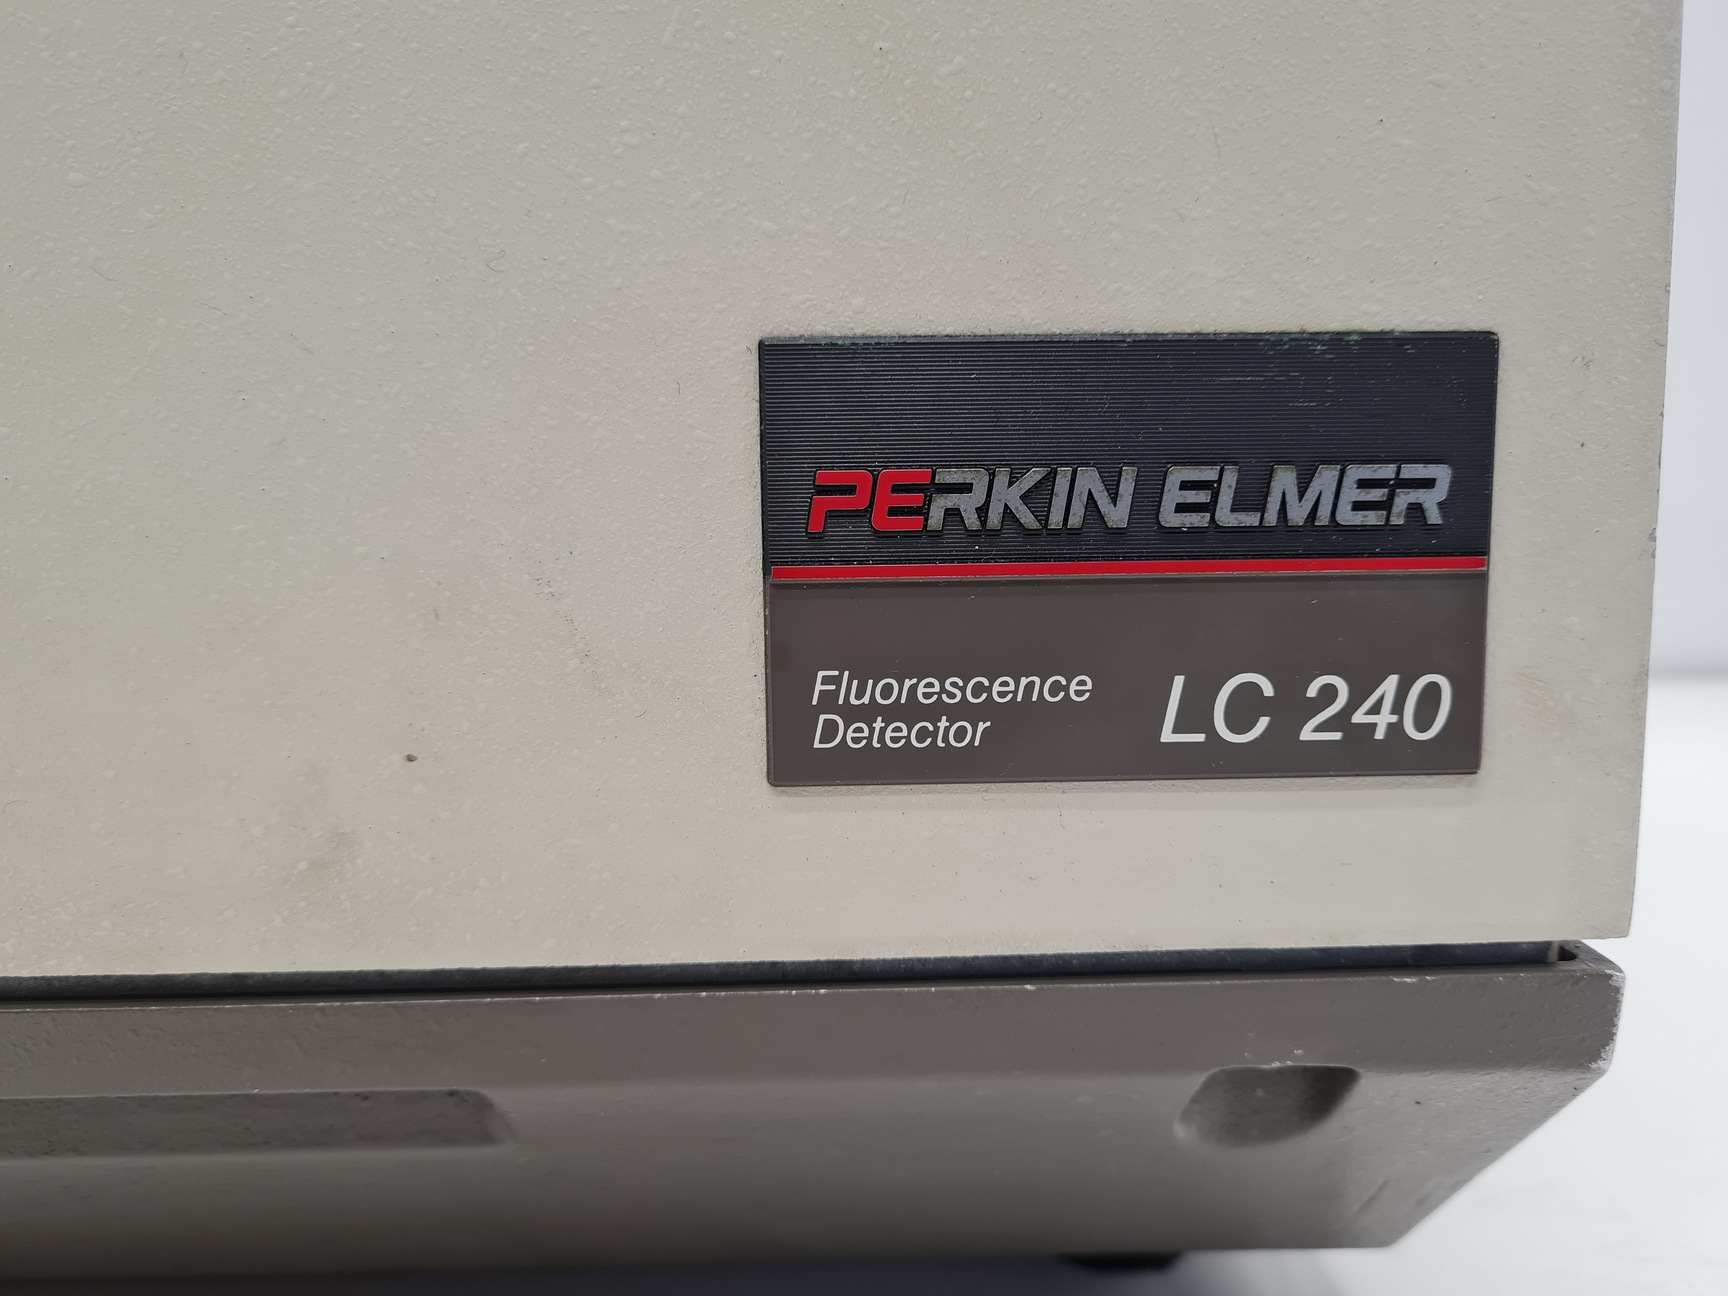 PERKIN ELMER
Fluorescence
Detector
LC 240